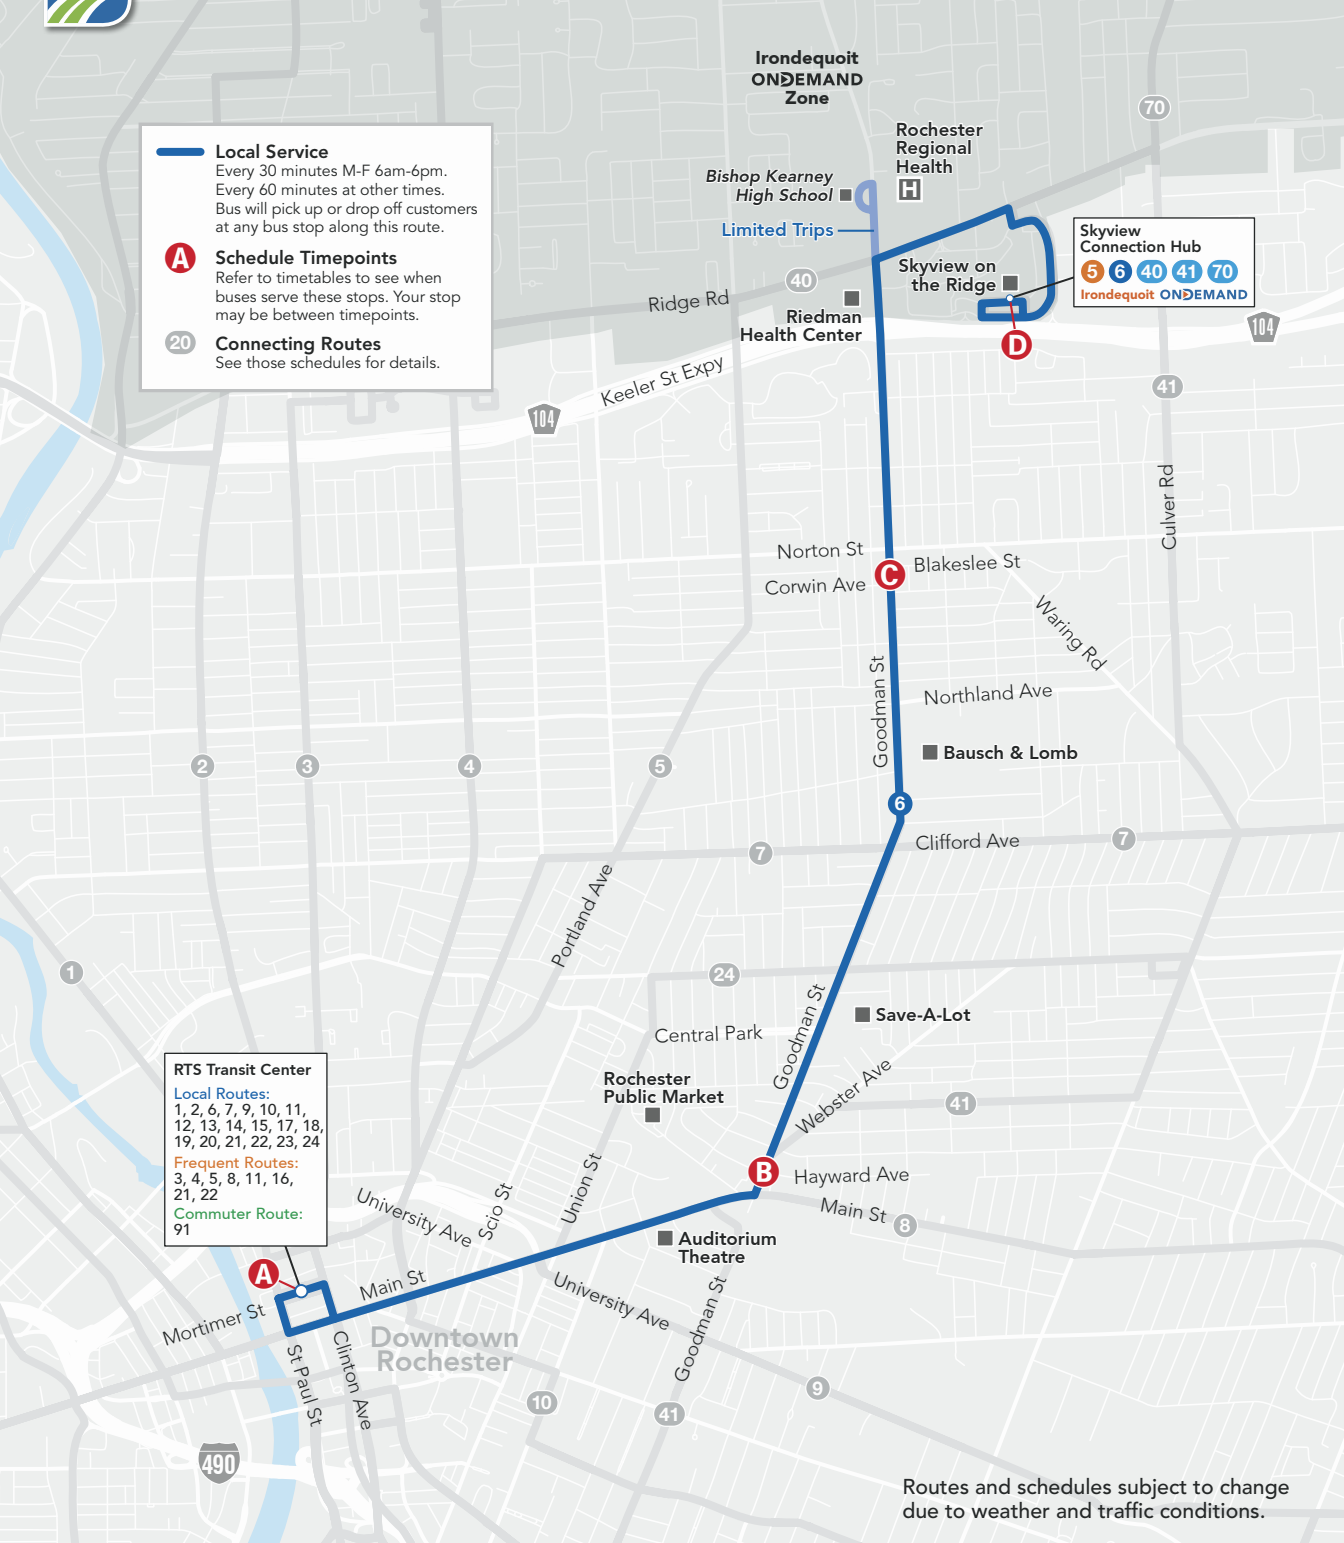 Irondequoit
ONDEMAND
Zone
70
Rochester
Regional
Health
H
Bishop Kearney
High School
Limited Trips
Local Service
Every 30 minutes M-F 6am-6pm.
Every 60 minutes at other times.
Bus will pick up or drop off customers
at any bus stop along this route.
A
Schedule Timepoints
Refer to timetables to see when
buses serve these stops. Your stop
may be between timepoints.
20
Connecting Routes
See those schedules for details.
Skyview
Connection Hub
5 6 40 41 70
Irondequoit ONDEMAND
Skyview on
the Ridge
40
Ridge Rd
Riedman
Health Center
D
104
Keeler St Expy
104
41
Culver Rd
Norton St
C
Blakeslee St
Corwin Ave
Waring Rd
Goodman St
Northland Ave
Bausch & Lomb
2
3
4
5
6
7
Clifford Ave
7
Portland Ave
1
24
Goodman St
Save-A-Lot
Central Park
Rochester
Public Market
Webster Ave
41
B
Hayward Ave
Main St
8
RTS Transit Center
Local Routes:
1, 2, 6, 7, 9, 10, 11,
12, 13, 14, 15, 17, 18,
19, 20, 21, 22, 23, 24
Frequent Routes:
3, 4, 5, 8, 11, 16,
21, 22
Commuter Route:
91
University Ave
Scio St
Union St
Auditorium
Theatre
A
Main St
University Ave
Goodman St
Mortimer St
Downtown
Rochester
St Paul St
Clinton Ave
10
41
9
490
Routes and schedules subject to change
due to weather and traffic conditions.